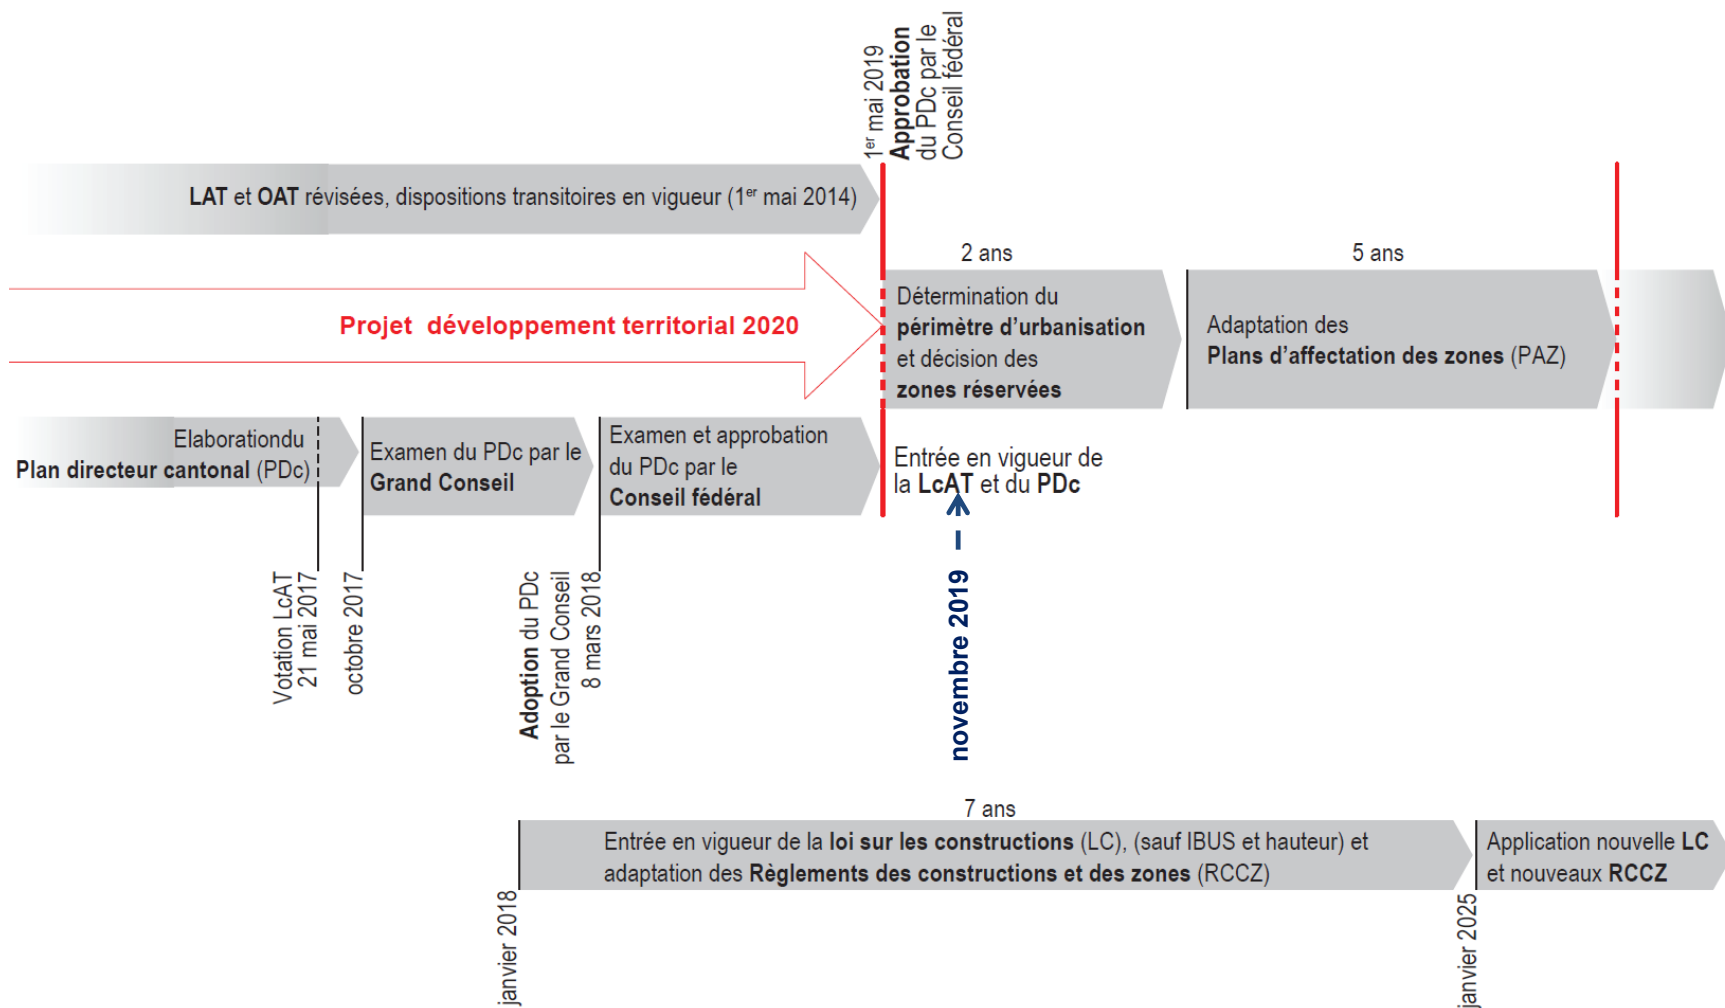 1er mai 2019
Approbation
du PDc par le
Conseil fédéral
LAT et OAT révisées, dispositions transitoires en vigueur (1er mai 2014)
2 ans
5 ans
Projet développement territorial 2020
Détermination du
périmètre d'urbanisation
et décision des
zones réservées
Adaptation des
Plans d'affectation des zones (PAZ)
Elaborationdu
Plan directeur cantonal (PDc)
Examen du PDc par le
Grand Conseil
Examen et approbation
du PDc par le
Conseil fédéral
Entrée en vigueur de
la LcAT et du PDc
Votation LcAT
21 mai 2017
octobre 2017
Adoption du PDc
par le Grand Conseil
8 mars 2018
novembre 2019
7 ans
Entrée en vigueur de la loi sur les constructions (LC), (sauf IBUS et hauteur) et
adaptation des Règlements des constructions et des zones (RCCZ)
Application nouvelle LC
et nouveaux RCCZ
janvier 2018
janvier 2025